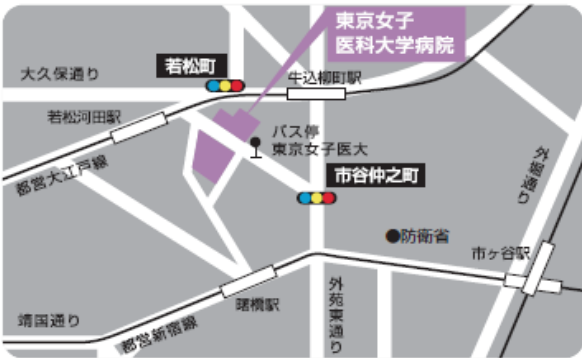 東京女子
医科大学病院
若松町
大久保通り
牛込柳町駅
若松河田駅
バス停
東京女子医大
都営大江戸線
市谷仲之町
外堀通り
防衛省
市ヶ谷駅
曙橋駅
外苑東通り
靖国通り
都営新宿線